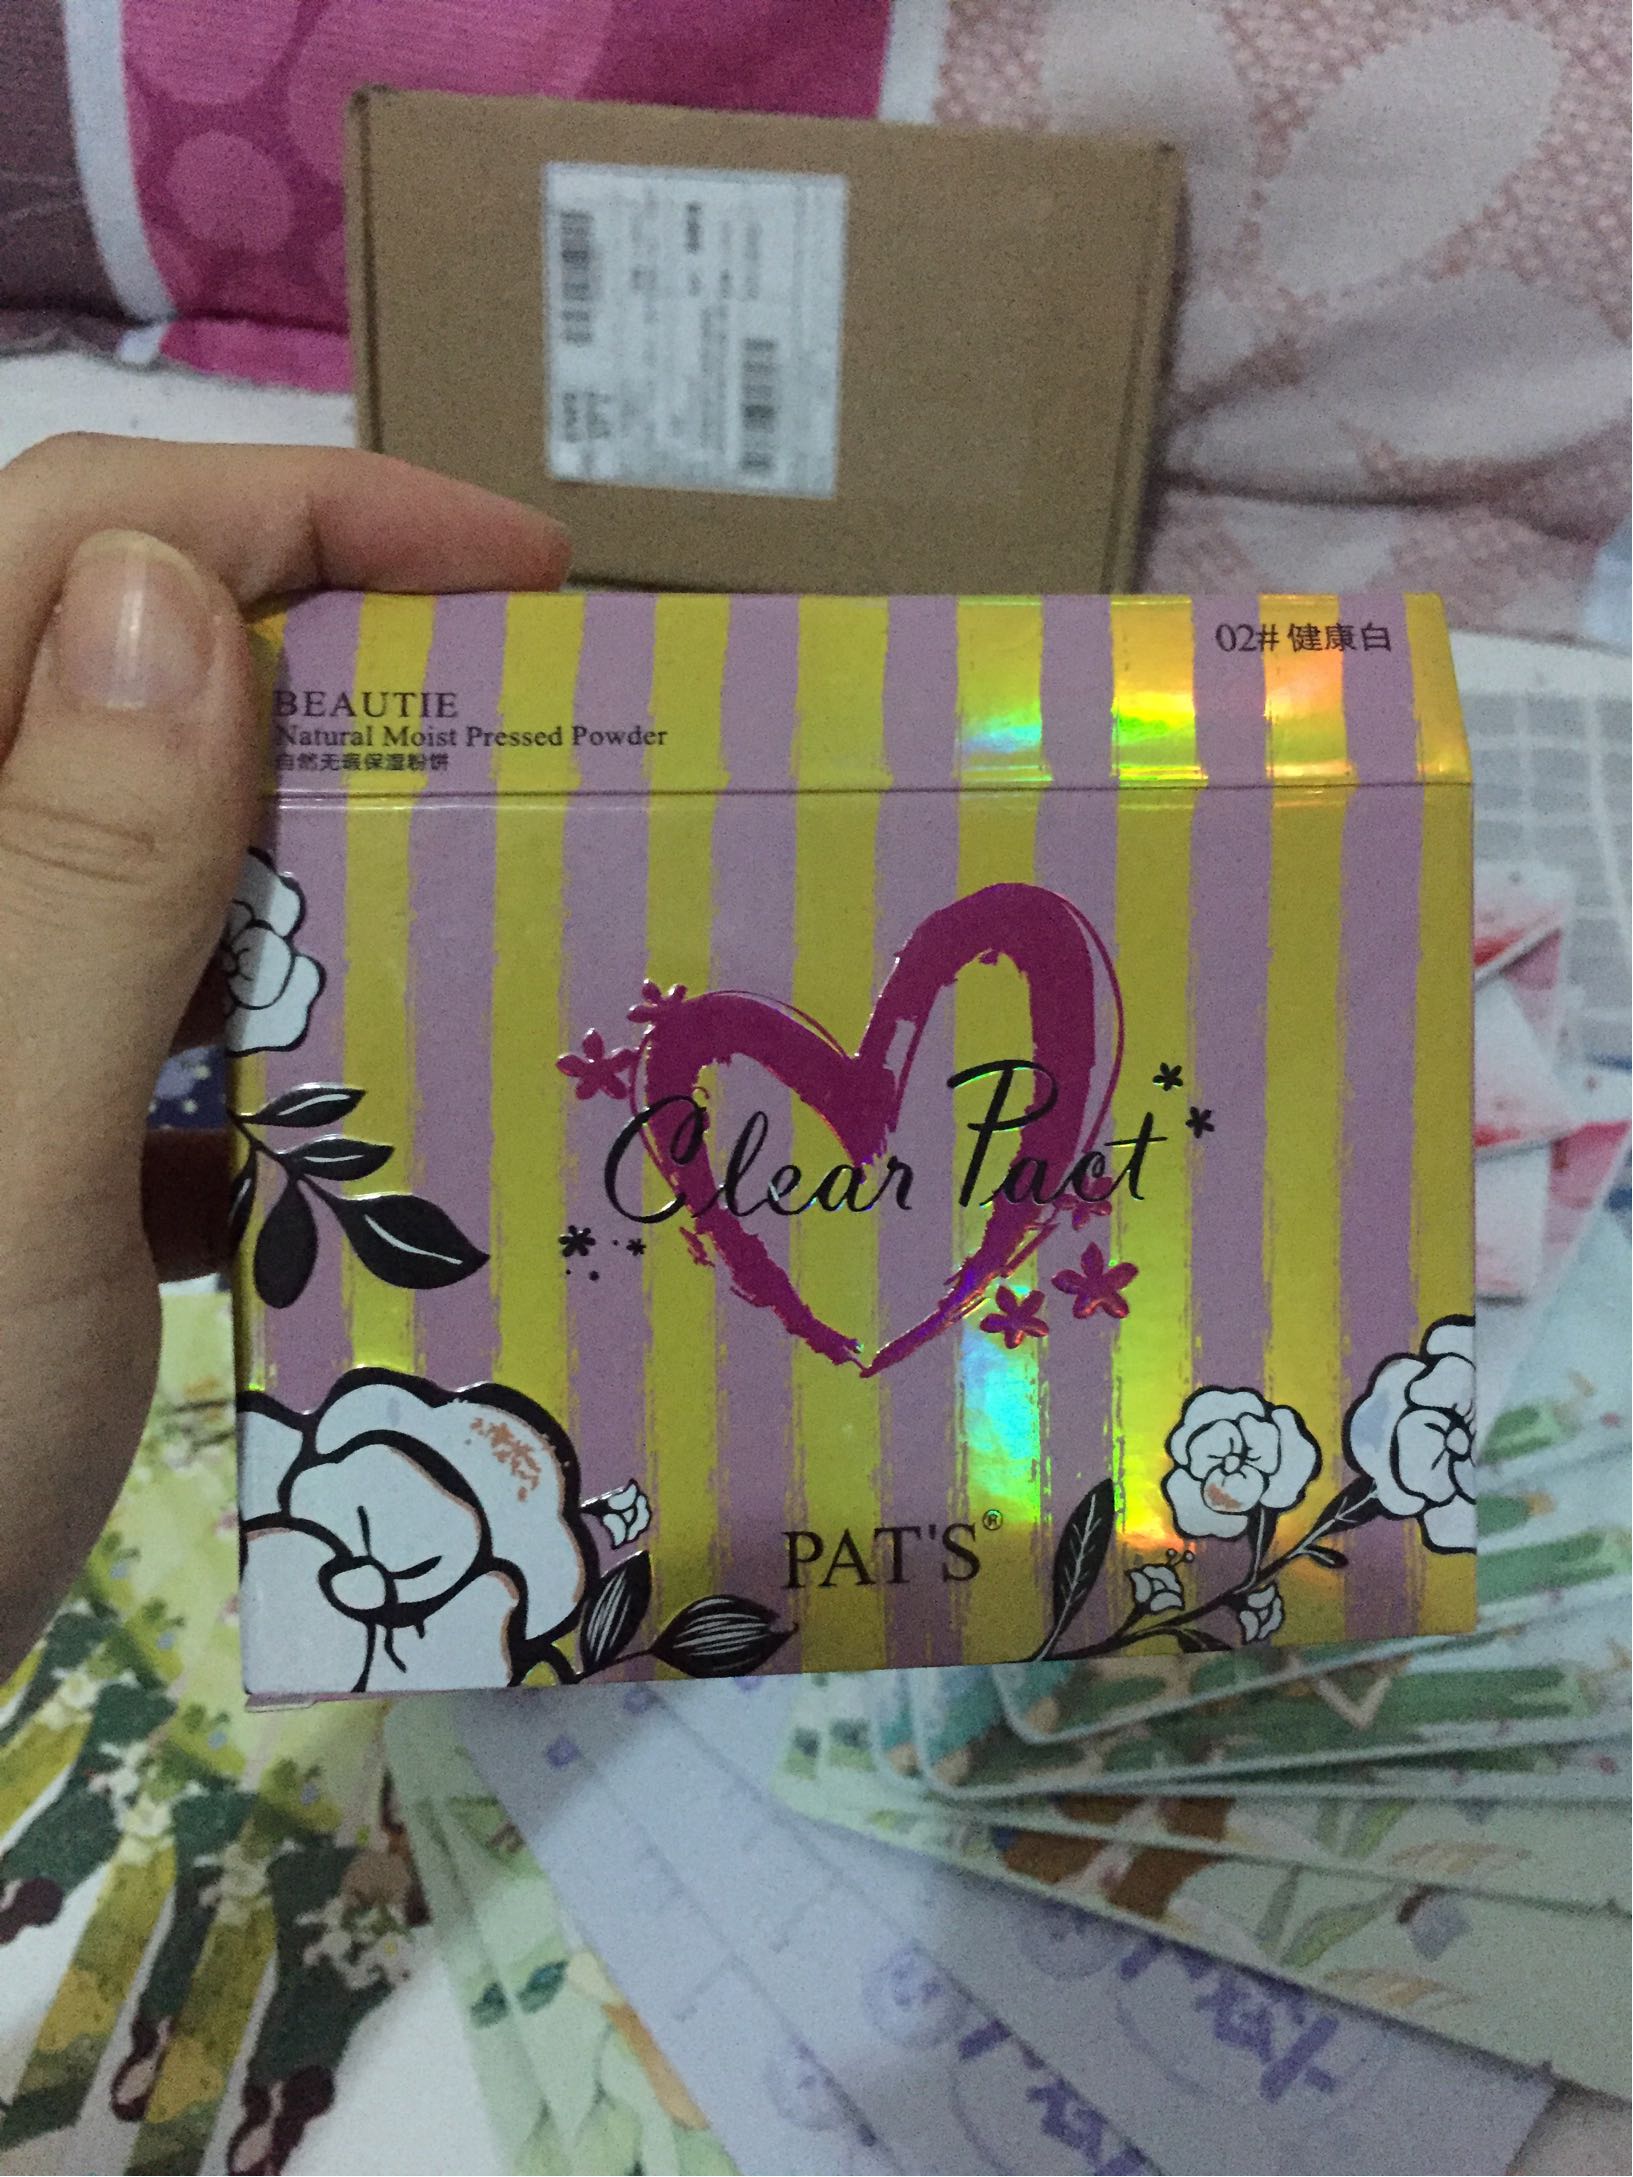 02# 健康白
BEAUTIE
Natural Moist Pressed Powder
自然无瑕保湿粉饼
Clear Pact
PAT'S®